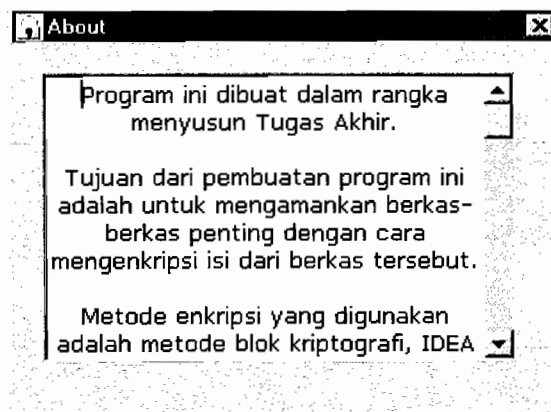 About
Program ini dibuat dalam rangka
menyusun Tugas Akhir.
Tujuan dari pembuatan program ini
adalah untuk mengamankan berkas-
berkas penting dengan cara
mengenkripsi isi dari berkas tersebut.
Metode enkripsi yang digunakan
adalah metode blok kriptografi, IDEA